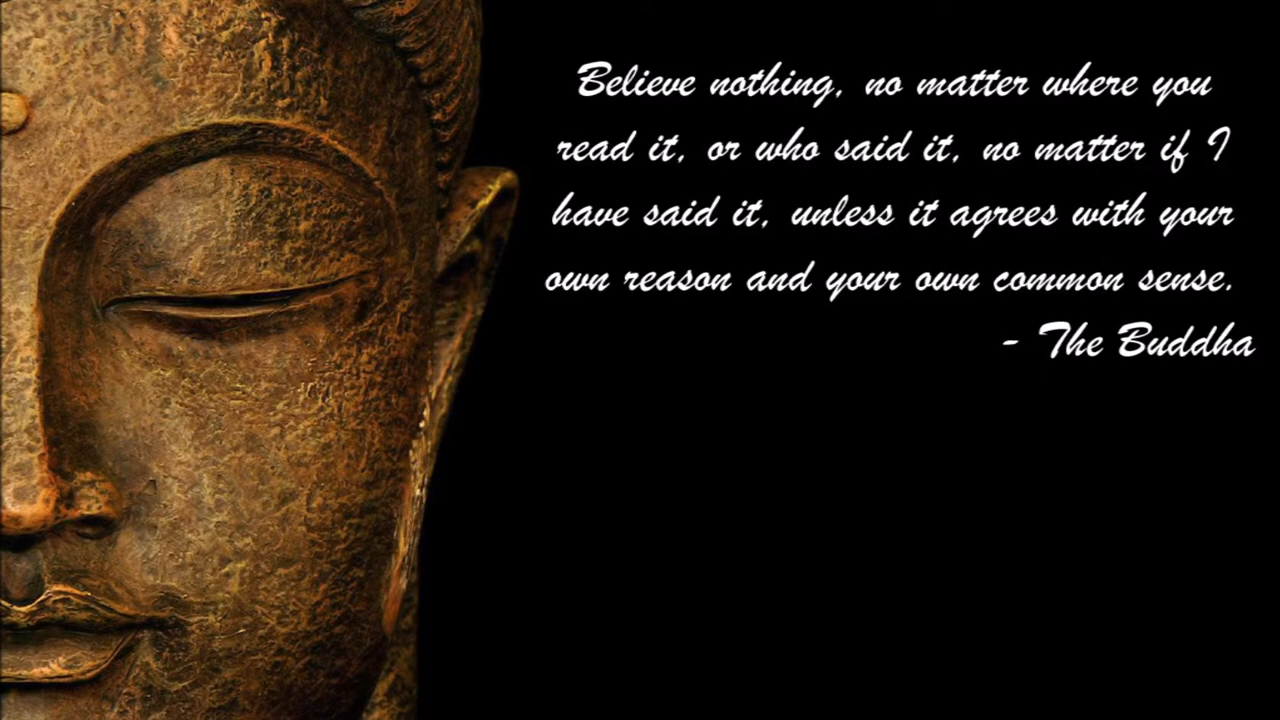 Believe nothing, no matter where you
read it, or who said it, no matter if I
have said it, unless it agrees with your
own reason and your own common sense.
- The Buddha